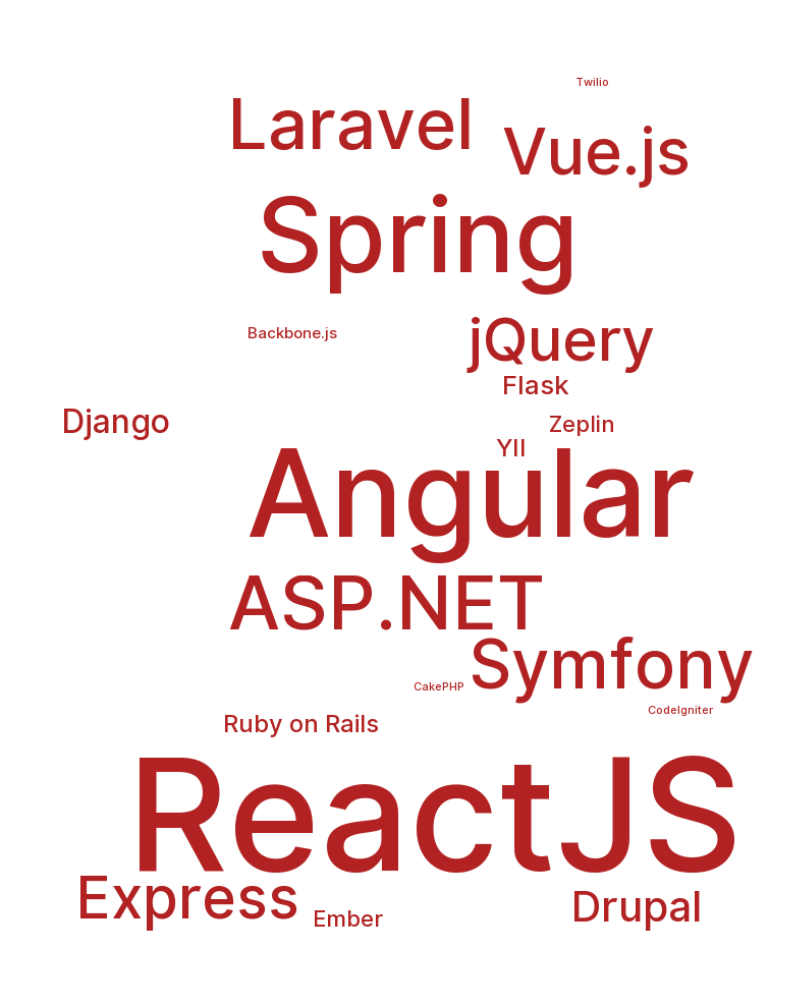 Twilio
Laravel
Vue.js
Spring
Backbone.js
jQuery
Flask
Django
Zeplin
YII
Angular
ASP.NET
Symfony
CakePHP
CodeIgniter
Ruby on Rails
ReactJS
Express
Ember
Drupal